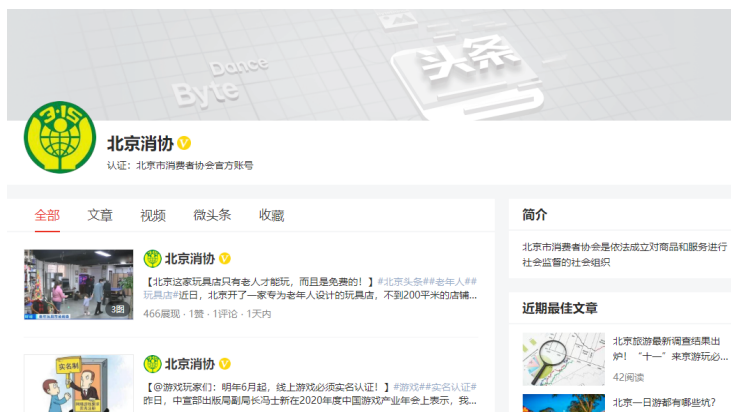 Byte
Dance
头条
3·15
北京消协
认证：北京市消费者协会官方账号
全部 文章 视频 微头条 收藏
北京消协
【北京这家玩具店只有老人才能玩，而且是免费的！】#北京头条##老年人##
玩具店#近日，北京开了一家专为老年人设计的玩具店，不到200平米的店铺...
3图
466展现 · 1赞 · 1评论 · 1天内
北京消协
实名制
【@游戏玩家们：明年6月起，线上游戏必须实名认证！】#游戏##实名认证#
昨日，中宣部出版局副局长冯士新在2020年度中国游戏产业年会上表示，我...
简介
北京市消费者协会是依法成立对商品和服务进行
社会监督的社会组织
近期最佳文章
北京旅游最新调查结果出
炉！“十一”来京游玩必...
42阅读
北京一日游都有哪些坑？